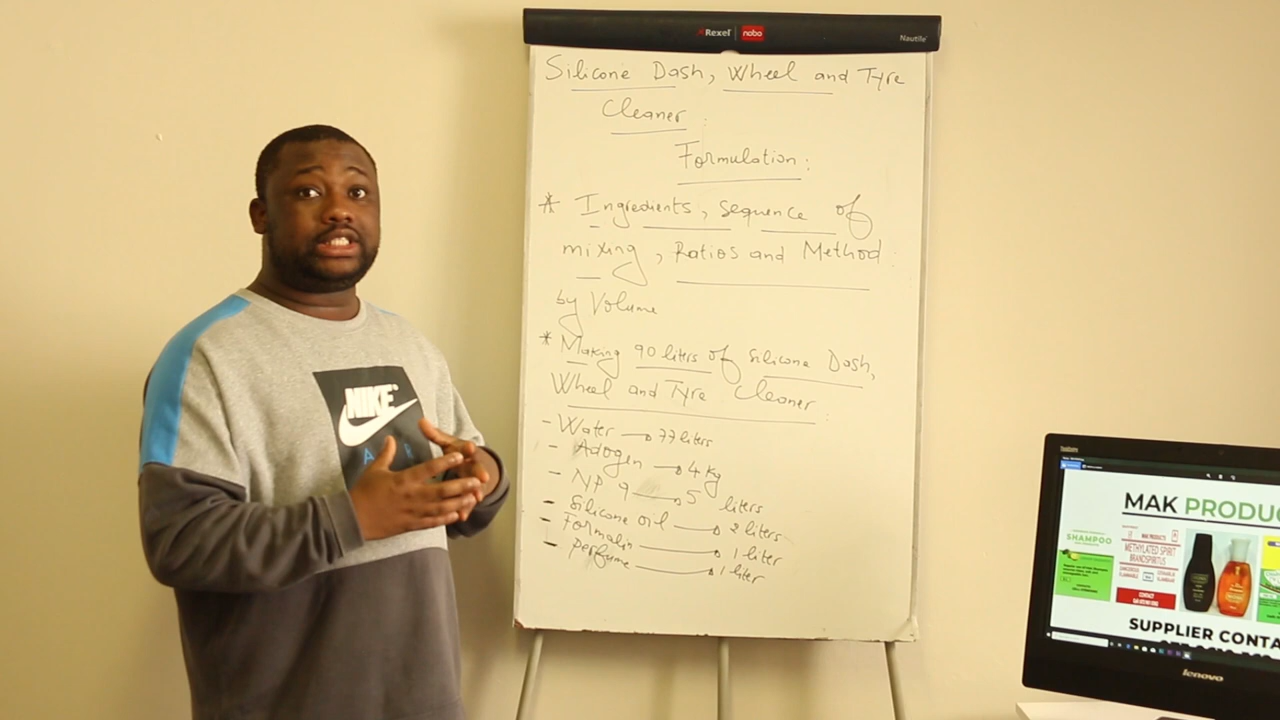 Rexel nobo
Nautile
Silicone Dash, Wheel and Tyre
Cleaner:
Formulation:
* Ingredients, sequence of
mixing, Ratios and Method
by Volume
* Making 90 liters of Silicone Dash,
Wheel and Tyre Cleaner:
- Water → 77 liters
- Adogen → 4 kg
- NP 9 → 5 liters
- Silicone oil → 2 liters
- Formalin → 1 liter
- Perfume → 1 liter
NIKE
MAK PRODUC
SHAMPOO
METHYLATED SPIRIT
CONTACT
SUPPLIER CONTA
lenovo